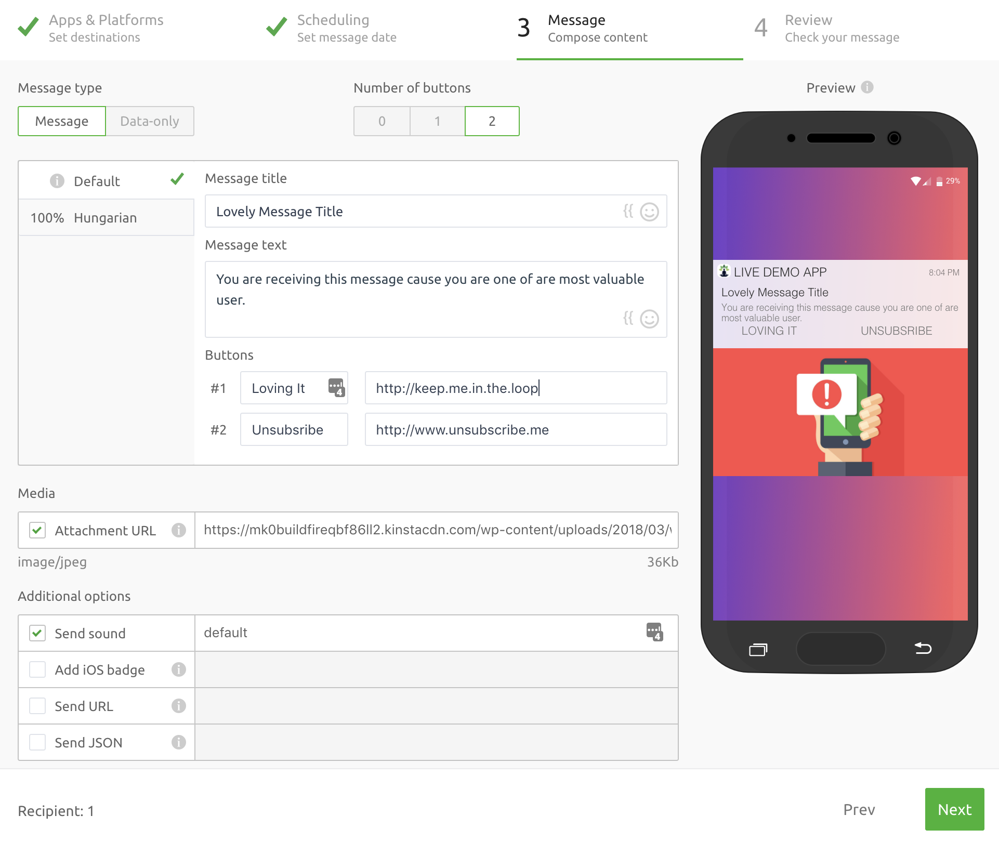 Apps & Platforms
Set destinations
Scheduling
Set message date
3
Message
Compose content
4
Review
Check your message
Message type
Message
Data-only
Number of buttons
0
1
2
Default
100% Hungarian
Message title
Lovely Message Title
{{
Message text
You are receiving this message cause you are one of are most valuable
user.
{{
Buttons
#1 Loving It
4
http://keep.me.in.the.loop
#2 Unsubsribe
http://www.unsubscribe.me
Media
Attachment URL
https://mk0buildfireqbf86ll2.kinstacdn.com/wp-content/uploads/2018/03/
image/jpeg
36Kb
Additional options
Send sound
default
4
Add iOS badge
Send URL
Send JSON
Preview
29%
LIVE DEMO APP
8:04 PM
Lovely Message Title
You are receiving this message cause you are one of are
most valuable user.
LOVING IT
UNSUBSRIBE
Recipient: 1
Prev
Next